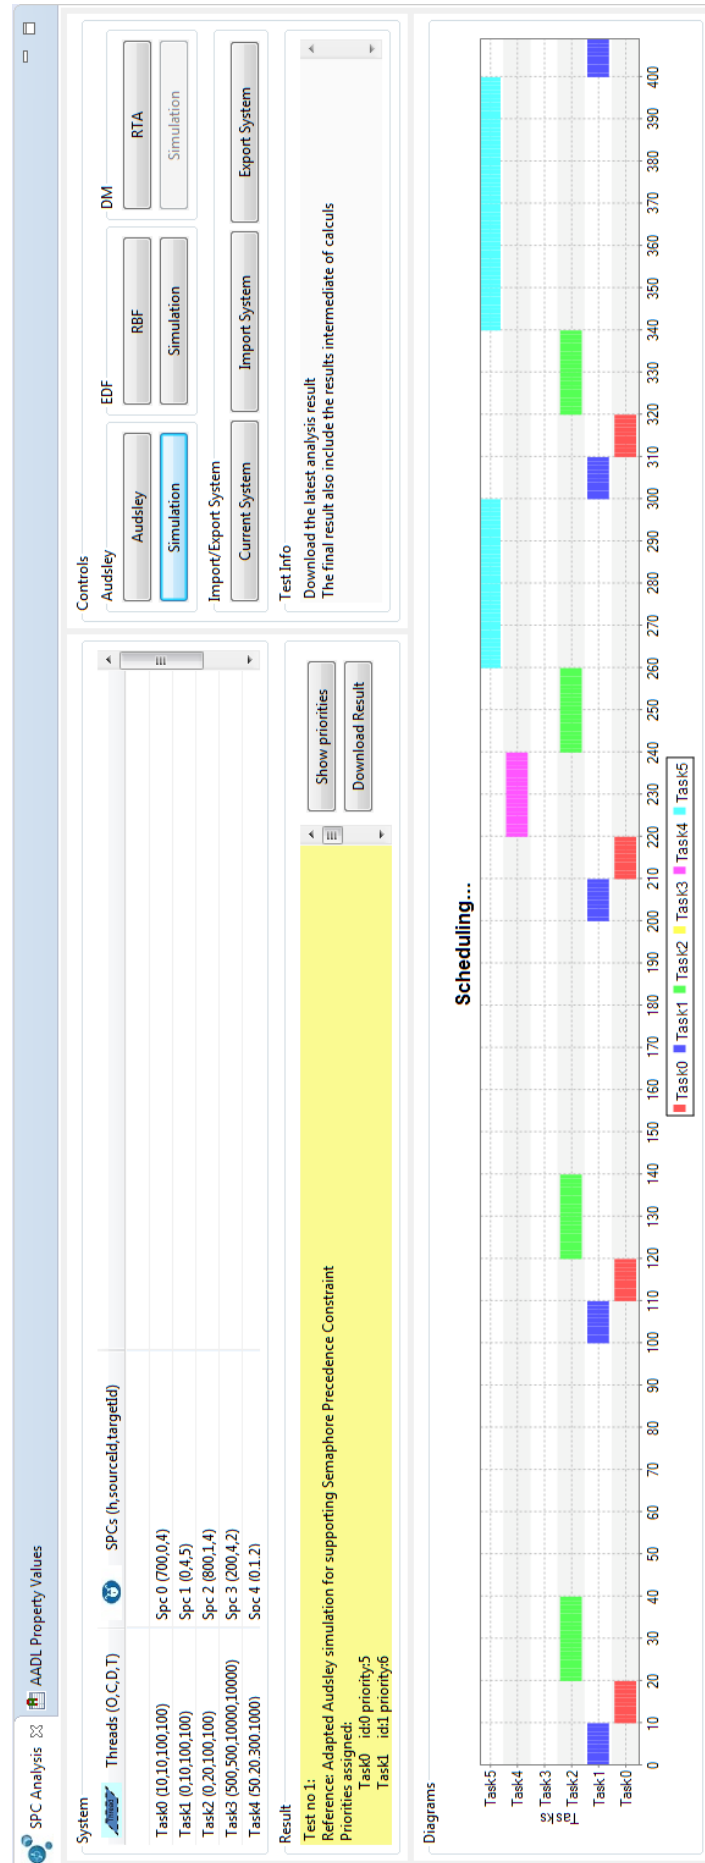 SPC Analysis
AADL Property Values
System
Threads (O,C,D,T)
SPCs (h,sourceId,targetId)
Task0 (10,10,100,100)
Spc 0 (700,0,4)
Task1 (0,10,100,100)
Spc 1 (0,4,5)
Task2 (0,20,100,100)
Spc 2 (800,1,4)
Task3 (500,500,10000,10000)
Spc 3 (200,4,2)
Task4 (50,20,300,1000)
Spc 4 (0,1,2)
Result
Test no 1:
Reference: Adapted Audsley simulation for supporting Semaphore Precedence Constraint
Priorities assigned:
Task0 id:0 priority:5
Task1 id:1 priority:6
Show priorities
Download Result
Controls
Audsley
EDF
DM
Audsley
RBF
RTA
Simulation
Simulation
Simulation
Import/Export System
Current System
Import System
Export System
Test Info
Download the latest analysis result
The final result also include the results intermediate of calculs
Diagrams
Scheduling...
Tasks
Task5
Task4
Task3
Task2
Task1
Task0
0 10 20 30 40 50 60 70 80 90 100 110 120 130 140 150 160 170 180 190 200 210 220 230 240 250 260 270 280 290 300 310 320 330 340 350 360 370 380 390 400
Task0 Task1 Task2 Task3 Task4 Task5